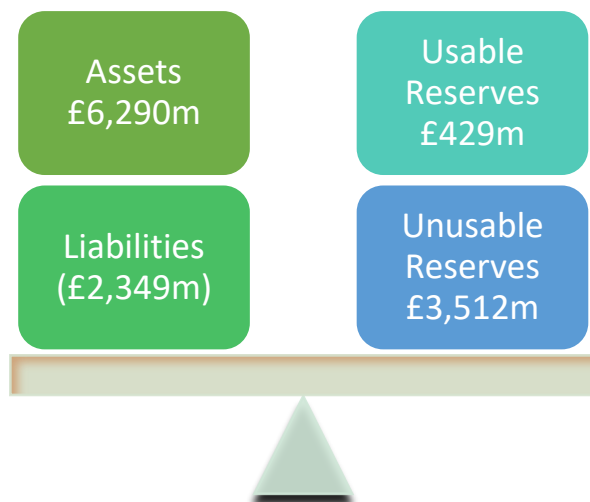 Assets
£6,290m
Usable
Reserves
£429m
Liabilities
(£2,349m)
Unusable
Reserves
£3,512m